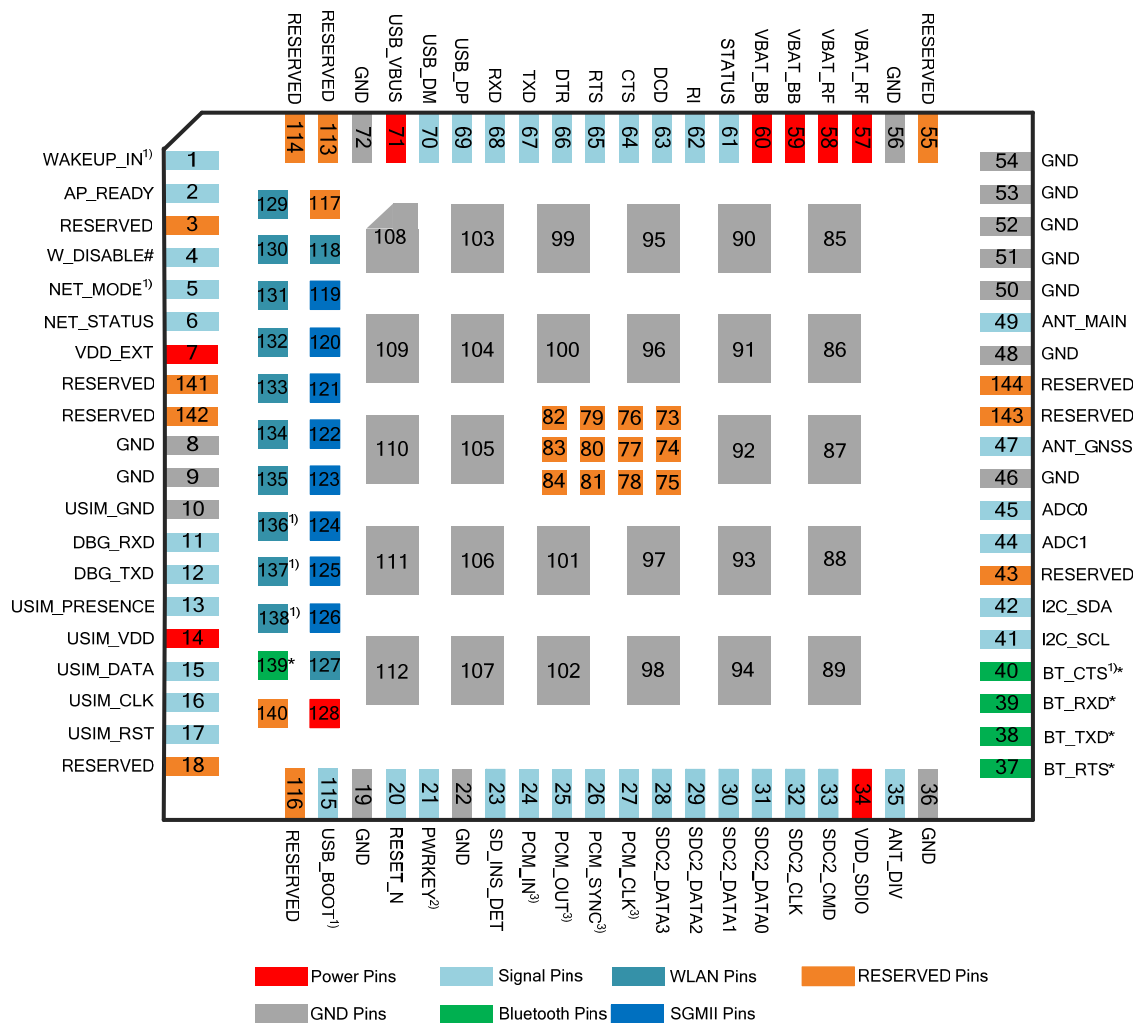 RESERVED
RESERVED
GND
USB_VBUS
USB_DM
USB_DP
RXD
TXD
DTR
RTS
CTS
DCD
RI
STATUS
VBAT_BB
VBAT_BB
VBAT_RF
VBAT_RF
GND
RESERVED
114
113
72
71
70
69
68
67
66
65
64
63
62
61
60
59
58
57
56
55
WAKEUP_IN1) 1
AP_READY 2
RESERVED 3
W_DISABLE# 4
NET_MODE1) 5
NET_STATUS 6
VDD_EXT 7
RESERVED 141
RESERVED 142
GND 8
GND 9
USIM_GND 10
DBG_RXD 11
DBG_TXD 12
USIM_PRESENCE 13
USIM_VDD 14
USIM_DATA 15
USIM_CLK 16
USIM_RST 17
RESERVED 18
129 117
130 118
131 119
132 120
133 121
134 122
135 123
1361) 124
1371) 125
1381) 126
139* 127
140 128
108 103 99 95 90 85
109 104 100 96 91 86
110 105
82 79 76 73
83 80 77 74
84 81 78 75
92 87
111 106 101 97 93 88
112 107 102 98 94 89
54 GND
53 GND
52 GND
51 GND
50 GND
49 ANT_MAIN
48 GND
144 RESERVED
143 RESERVED
47 ANT_GNSS
46 GND
45 ADC0
44 ADC1
43 RESERVED
42 I2C_SDA
41 I2C_SCL
40 BT_CTS1)*
39 BT_RXD*
38 BT_TXD*
37 BT_RTS*
116
115
19
20
21
22
23
24
25
26
27
28
29
30
31
32
33
34
35
36
RESERVED
USB_BOOT1)
GND
RESET_N
PWRKEY2)
GND
SD_INS_DET
PCM_IN3)
PCM_OUT3)
PCM_SYNC3)
PCM_CLK3)
SDC2_DATA3
SDC2_DATA2
SDC2_DATA1
SDC2_DATA0
SDC2_CLK
SDC2_CMD
VDD_SDIO
ANT_DIV
GND
Power Pins
Signal Pins
WLAN Pins
RESERVED Pins
GND Pins
Bluetooth Pins
SGMII Pins